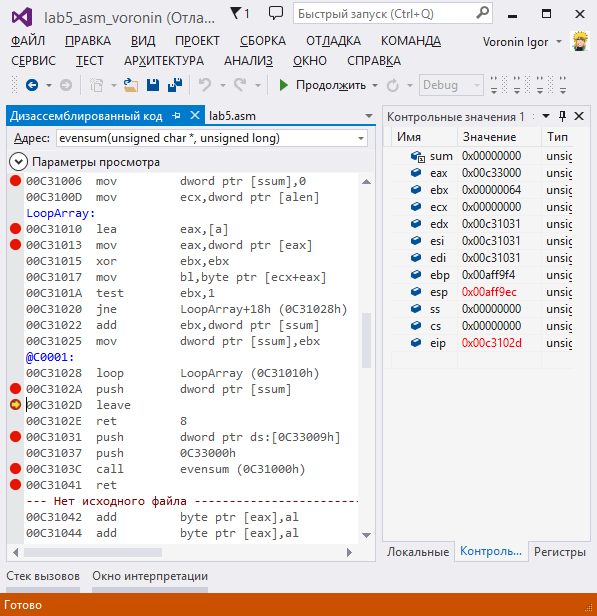 lab5_asm_voronin (Отла...
1
Быстрый запуск (Ctrl+Q)
ФАЙЛ ПРАВКА ВИД ПРОЕКТ СБОРКА ОТЛАДКА КОМАНДА
Voronin Igor
СЕРВИС ТЕСТ АРХИТЕКТУРА АНАЛИЗ ОКНО СПРАВКА
Продолжить Debug
Дизассемблированный код lab5.asm
Адрес: evensum(unsigned char *, unsigned long)
Параметры просмотра
00C31006 mov dword ptr [ssum],0
00C3100D mov ecx,dword ptr [alen]
LoopArray:
00C31010 lea eax,[a]
00C31013 mov eax,dword ptr [eax]
00C31015 xor ebx,ebx
00C31017 mov bl,byte ptr [ecx+eax]
00C3101A test ebx,1
00C31020 jne LoopArray+18h (0C31028h)
00C31022 add ebx,dword ptr [ssum]
00C31025 mov dword ptr [ssum],ebx
@C0001:
00C31028 loop LoopArray (0C31010h)
00C3102A push dword ptr [ssum]
00C3102D leave
00C3102E ret 8
00C31031 push dword ptr ds:[0C33009h]
00C31037 push 0C33000h
00C3103C call evensum (0C31000h)
00C31041 ret
--- Нет исходного файла -----------------------
00C31042 add byte ptr [eax],al
00C31044 add byte ptr [eax],al
Контрольные значения 1
Имя Значение Тип
sum 0x00000000 unsig
eax 0x00c33000 unsig
ebx 0x00000064 unsig
ecx 0x00000000 unsig
edx 0x00c31031 unsig
esi 0x00c31031 unsig
edi 0x00c31031 unsig
ebp 0x00aff9f4 unsig
esp 0x00aff9ec unsig
ss 0x00000000 unsig
cs 0x00000000 unsig
eip 0x00c3102d unsig
Локальные Контроль... Регистры
Стек вызовов Окно интерпретации
Готово